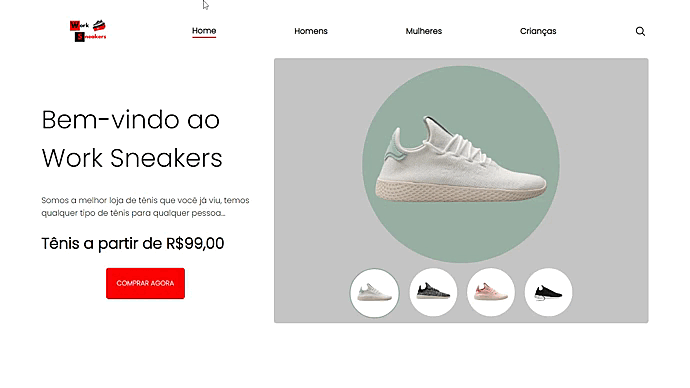 Work
Sneakers
Home
Homens
Mulheres
Crianças
Bem-vindo ao
Work Sneakers
Somos a melhor loja de tênis que você já viu, temos
qualquer tipo de tênis para qualquer pessoa...
Tênis a partir de R$99,00
COMPRAR AGORA